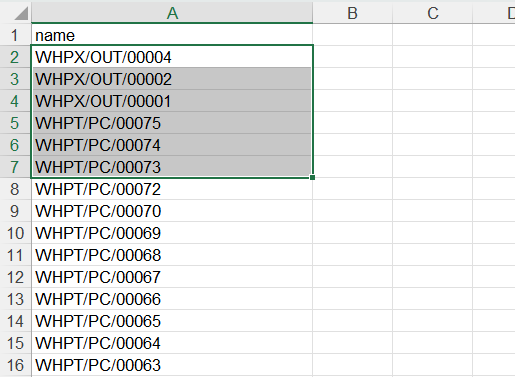 A B C
1 name
2 WHPX/OUT/00004
3 WHPX/OUT/00002
4 WHPX/OUT/00001
5 WHPT/PC/00075
6 WHPT/PC/00074
7 WHPT/PC/00073
8 WHPT/PC/00072
9 WHPT/PC/00070
10 WHPT/PC/00069
11 WHPT/PC/00068
12 WHPT/PC/00067
13 WHPT/PC/00066
14 WHPT/PC/00065
15 WHPT/PC/00064
16 WHPT/PC/00063